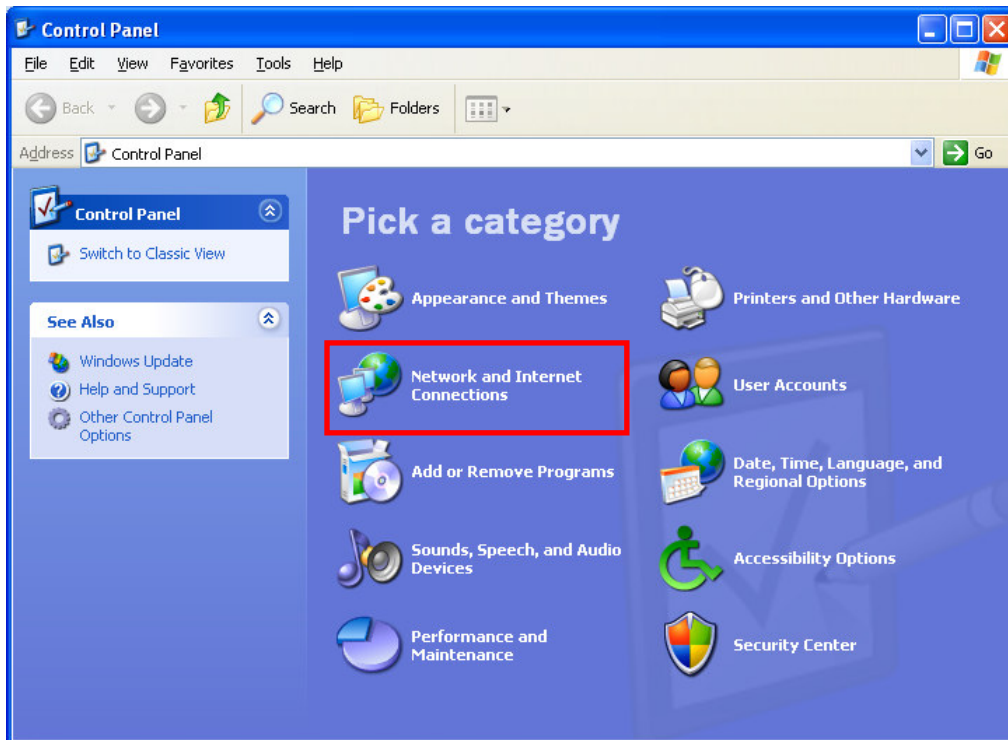 Control Panel
File Edit View Favorites Tools Help
Back Search Folders
Address Control Panel Go
Control Panel
Switch to Classic View
See Also
Windows Update
Help and Support
Other Control Panel
Options
Pick a category
Appearance and Themes
Printers and Other Hardware
Network and Internet
Connections
User Accounts
Add or Remove Programs
Date, Time, Language, and
Regional Options
Sounds, Speech, and Audio
Devices
Accessibility Options
Performance and
Maintenance
Security Center